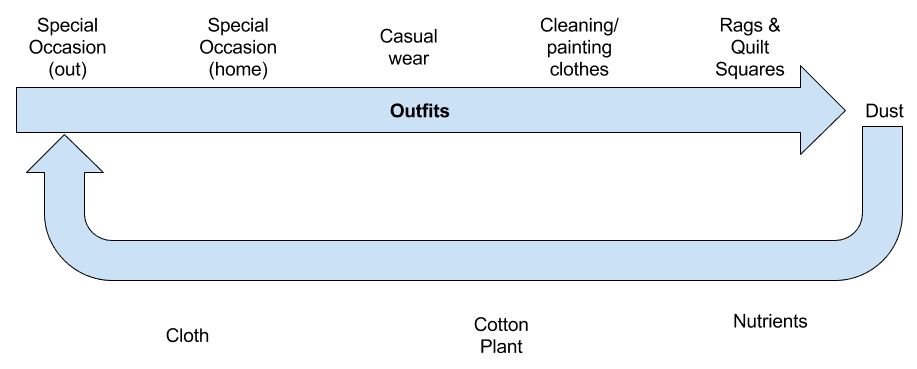 Special
Occasion
(out)
Special
Occasion
(home)
Casual
wear
Cleaning/
painting
clothes
Rags &
Quilt
Squares
Outfits
Dust
Cloth
Cotton
Plant
Nutrients